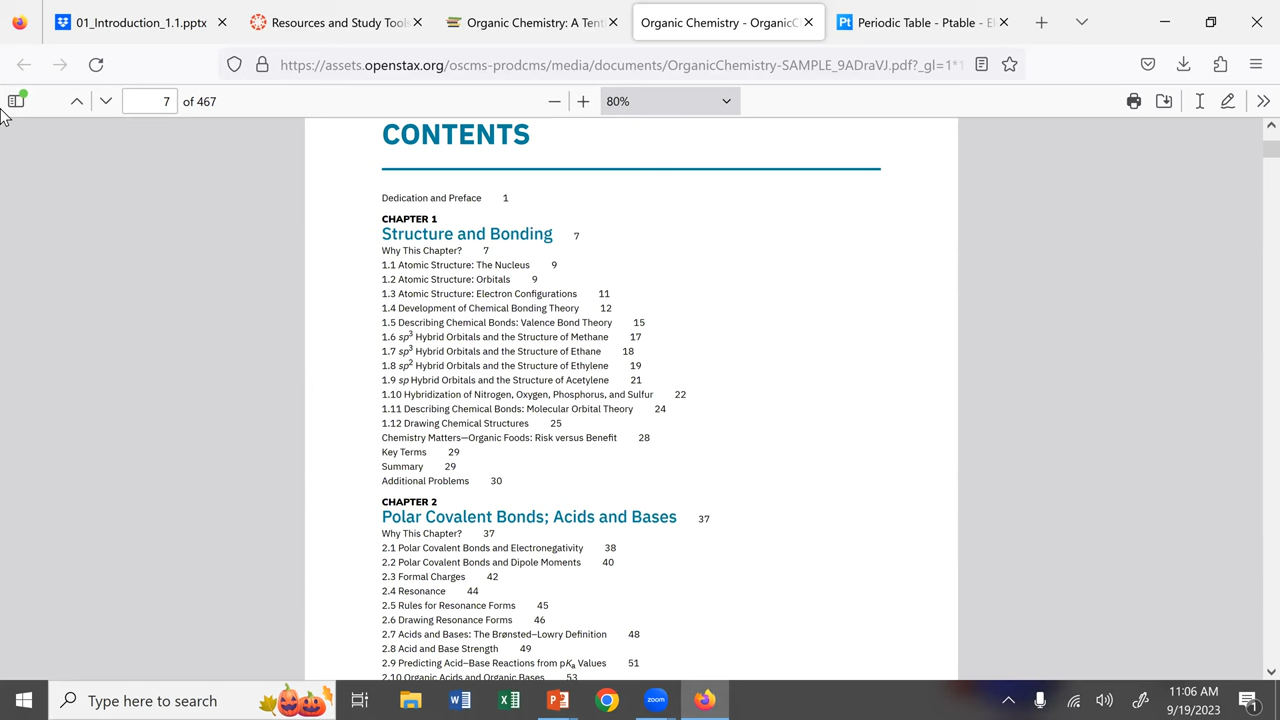 01_Introduction_1.1.pptx
Resources and Study Tools
Organic Chemistry: A Tent
Organic Chemistry - OrganicC
Periodic Table - Ptable - El
https://assets.openstax.org/oscms-prodcms/media/documents/OrganicChemistry-SAMPLE_9ADraVJ.pdf?_gl=1*1
7 of 467
80%
CONTENTS
Dedication and Preface 1
CHAPTER 1
Structure and Bonding 7
Why This Chapter? 7
1.1 Atomic Structure: The Nucleus 9
1.2 Atomic Structure: Orbitals 9
1.3 Atomic Structure: Electron Configurations 11
1.4 Development of Chemical Bonding Theory 12
1.5 Describing Chemical Bonds: Valence Bond Theory 15
1.6 sp³ Hybrid Orbitals and the Structure of Methane 17
1.7 sp³ Hybrid Orbitals and the Structure of Ethane 18
1.8 sp² Hybrid Orbitals and the Structure of Ethylene 19
1.9 sp Hybrid Orbitals and the Structure of Acetylene 21
1.10 Hybridization of Nitrogen, Oxygen, Phosphorus, and Sulfur 22
1.11 Describing Chemical Bonds: Molecular Orbital Theory 24
1.12 Drawing Chemical Structures 25
Chemistry Matters—Organic Foods: Risk versus Benefit 28
Key Terms 29
Summary 29
Additional Problems 30
CHAPTER 2
Polar Covalent Bonds; Acids and Bases 37
Why This Chapter? 37
2.1 Polar Covalent Bonds and Electronegativity 38
2.2 Polar Covalent Bonds and Dipole Moments 40
2.3 Formal Charges 42
2.4 Resonance 44
2.5 Rules for Resonance Forms 45
2.6 Drawing Resonance Forms 46
2.7 Acids and Bases: The Brønsted–Lowry Definition 48
2.8 Acid and Base Strength 49
2.9 Predicting Acid–Base Reactions from pKₐ Values 51
2.10 Organic Acids and Organic Bases 53
Type here to search
zoom
11:06 AM
9/19/2023
1